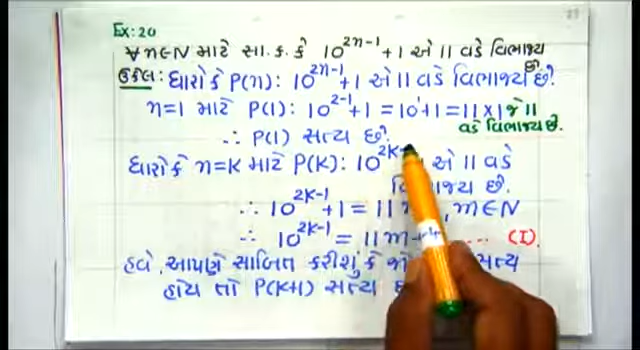 Ex: 20
∀ n∈N માટે સા.ક.કે 10^{2n-1}+1 એ 11 વડે વિભાજ્ય છે.
ઉકેલ: ધારોકે P(n): 10^{2n-1}+1 એ 11 વડે વિભાજ્ય છે.
n=1 માટે P(1): 10^{2-1}+1 = 10^1+1 = 11×1 જે 11 વડે વિભાજ્ય છે.
∴ P(1) સત્ય છે.
ધારોકે n=K માટે P(K): 10^{2K એ 11 વડે
છે.
∴ 10^{2K-1}+1 = 11 , m∈N
∴ 10^{2K-1} = 11m- .... (I).
હવે, આપણે સાબિત કરીશું કે જો સત્ય
હોય તો P(K+1) સત્ય